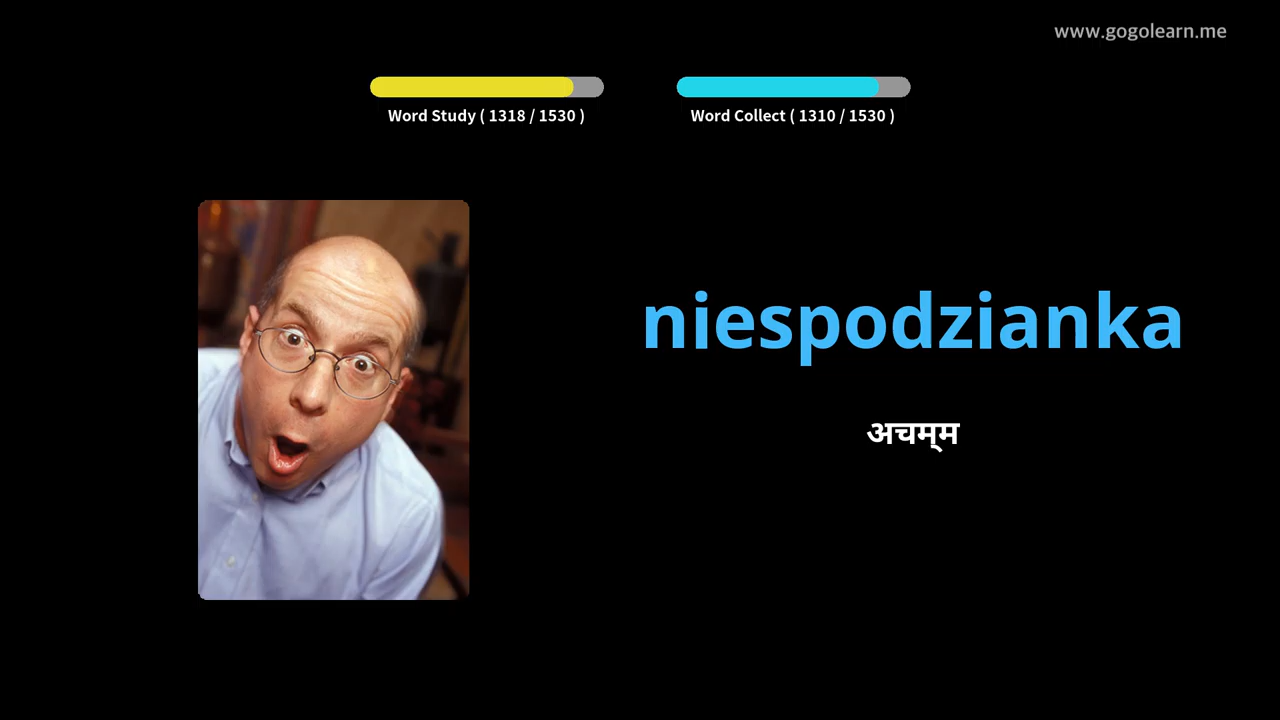 www.gogolearn.me
Word Study ( 1318 / 1530 )
Word Collect ( 1310 / 1530 )
niespodzianka
अचम्म